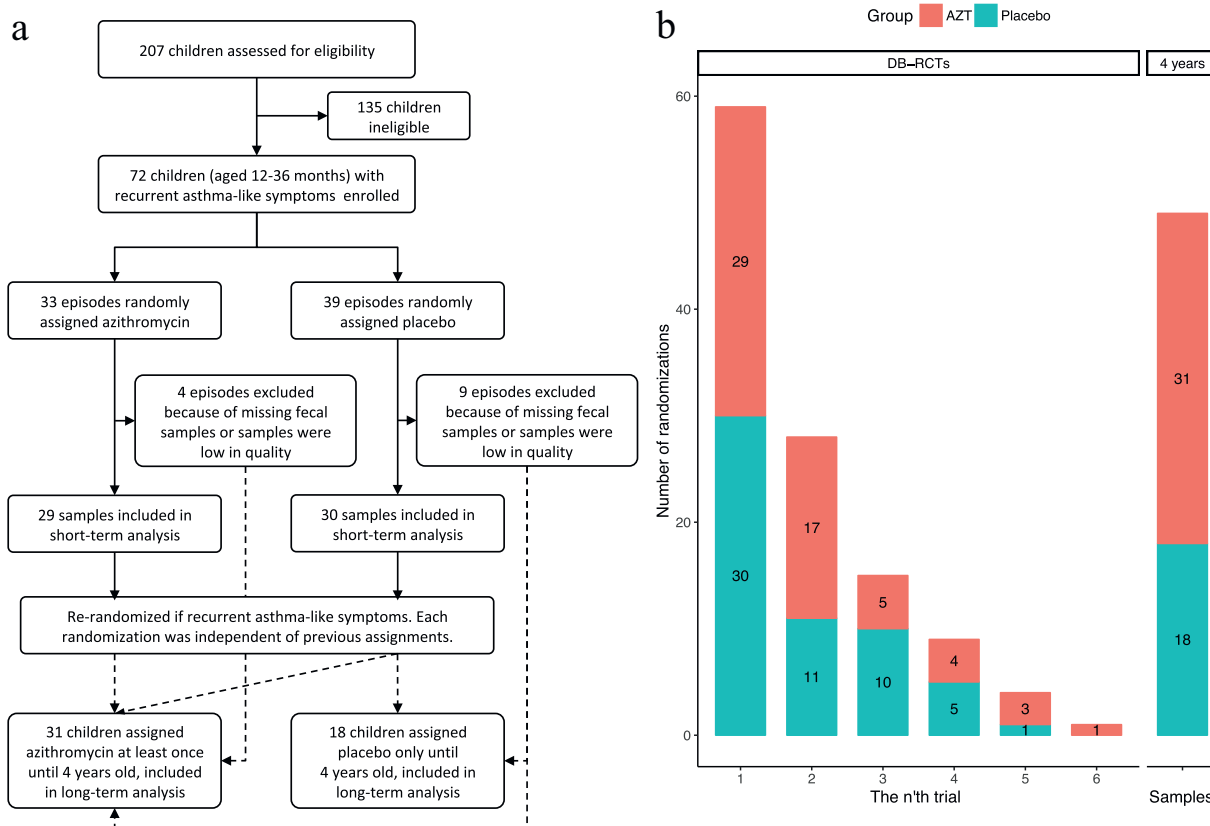 a
207 children assessed for eligibility
135 children
ineligible
72 children (aged 12-36 months) with
recurrent asthma-like symptoms enrolled
33 episodes randomly
assigned azithromycin
39 episodes randomly
assigned placebo
4 episodes excluded
because of missing fecal
samples or samples were
low in quality
9 episodes excluded
because of missing fecal
samples or samples were
low in quality
29 samples included in
short-term analysis
30 samples included in
short-term analysis
Re-randomized if recurrent asthma-like symptoms. Each
randomization was independent of previous assignments.
31 children assigned
azithromycin at least once
until 4 years old, included
in long-term analysis
18 children assigned
placebo only until
4 years old, included in
long-term analysis
b
Group AZT Placebo
DB–RCTs
4 years
Number of randomizations
60
40
20
0
29
30
17
11
5
10
4
5
3
1
1
31
18
1 2 3 4 5 6
The n'th trial
Samples